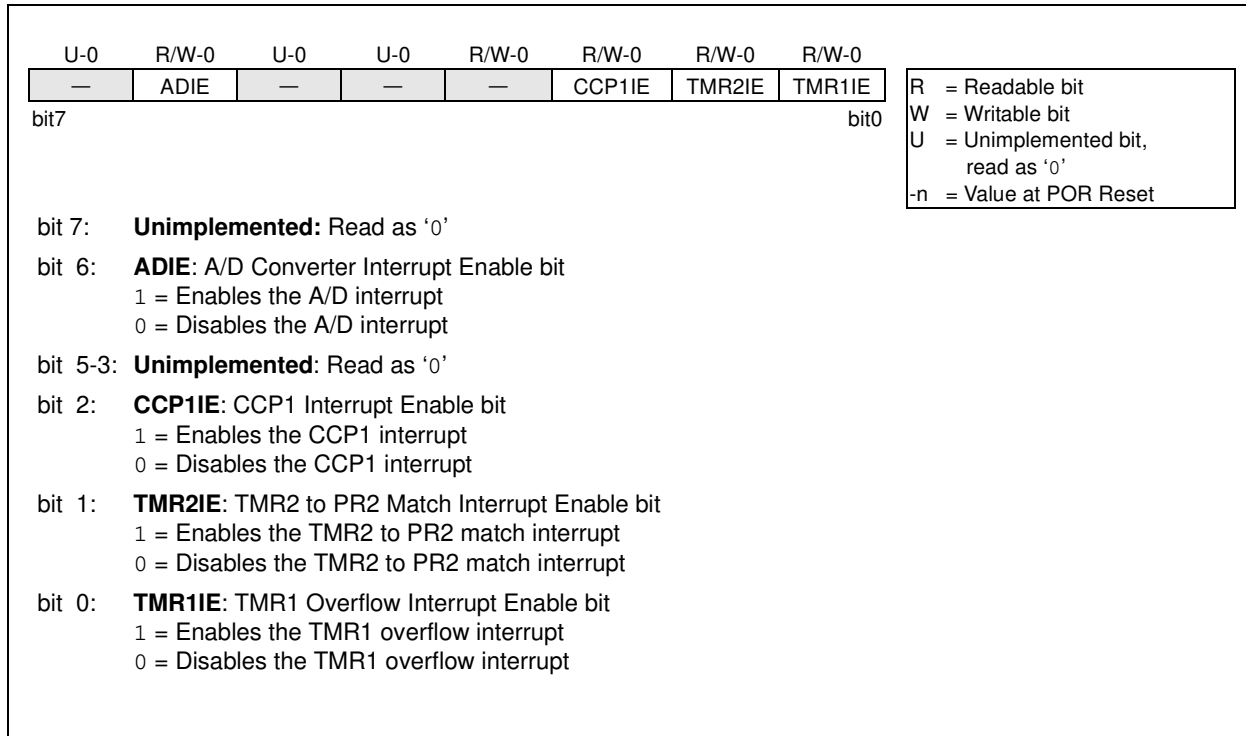 U-0 R/W-0 U-0 U-0 R/W-0 R/W-0 R/W-0 R/W-0
— ADIE — — — CCP1IE TMR2IE TMR1IE
bit7 bit0
R = Readable bit
W = Writable bit
U = Unimplemented bit,
read as ‘0’
-n = Value at POR Reset
bit 7: Unimplemented: Read as ‘0’
bit 6: ADIE: A/D Converter Interrupt Enable bit
1 = Enables the A/D interrupt
0 = Disables the A/D interrupt
bit 5-3: Unimplemented: Read as ‘0’
bit 2: CCP1IE: CCP1 Interrupt Enable bit
1 = Enables the CCP1 interrupt
0 = Disables the CCP1 interrupt
bit 1: TMR2IE: TMR2 to PR2 Match Interrupt Enable bit
1 = Enables the TMR2 to PR2 match interrupt
0 = Disables the TMR2 to PR2 match interrupt
bit 0: TMR1IE: TMR1 Overflow Interrupt Enable bit
1 = Enables the TMR1 overflow interrupt
0 = Disables the TMR1 overflow interrupt